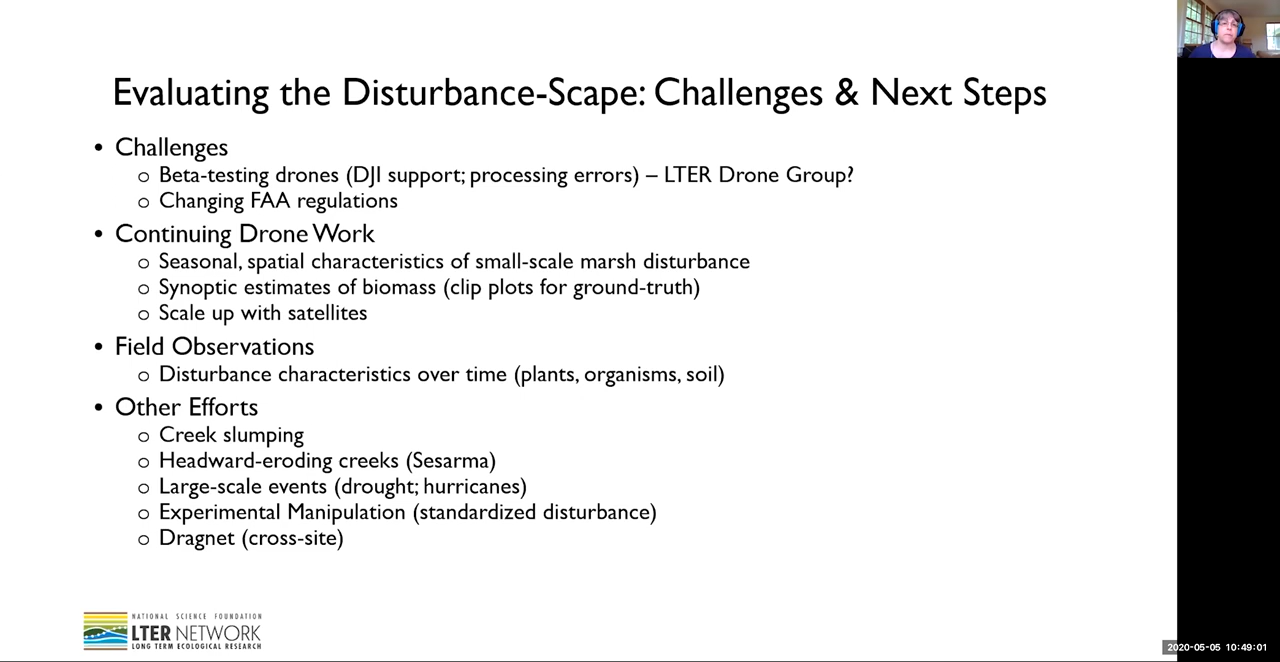 Evaluating the Disturbance-Scape: Challenges & Next Steps
• Challenges
o Beta-testing drones (DJI support; processing errors) – LTER Drone Group?
o Changing FAA regulations
• Continuing Drone Work
o Seasonal, spatial characteristics of small-scale marsh disturbance
o Synoptic estimates of biomass (clip plots for ground-truth)
o Scale up with satellites
• Field Observations
o Disturbance characteristics over time (plants, organisms, soil)
• Other Efforts
o Creek slumping
o Headward-eroding creeks (Sesarma)
o Large-scale events (drought; hurricanes)
o Experimental Manipulation (standardized disturbance)
o Dragnet (cross-site)
NATIONAL SCIENCE FOUNDATION
LTER NETWORK
LONG TERM ECOLOGICAL RESEARCH
2020-05-05 10:49:01